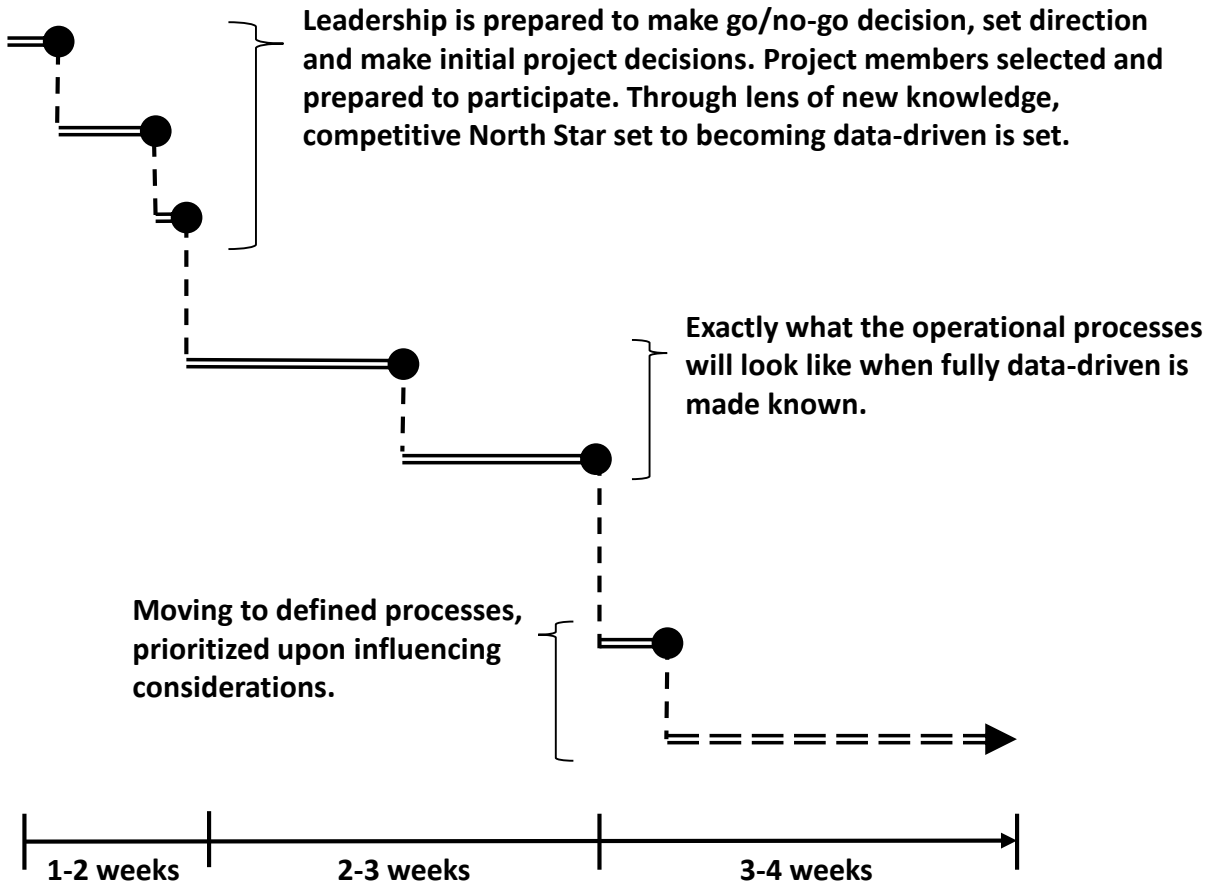 Leadership is prepared to make go/no-go decision, set direction
and make initial project decisions. Project members selected and
prepared to participate. Through lens of new knowledge,
competitive North Star set to becoming data-driven is set.
Exactly what the operational processes
will look like when fully data-driven is
made known.
Moving to defined processes,
prioritized upon influencing
considerations.
1-2 weeks
2-3 weeks
3-4 weeks